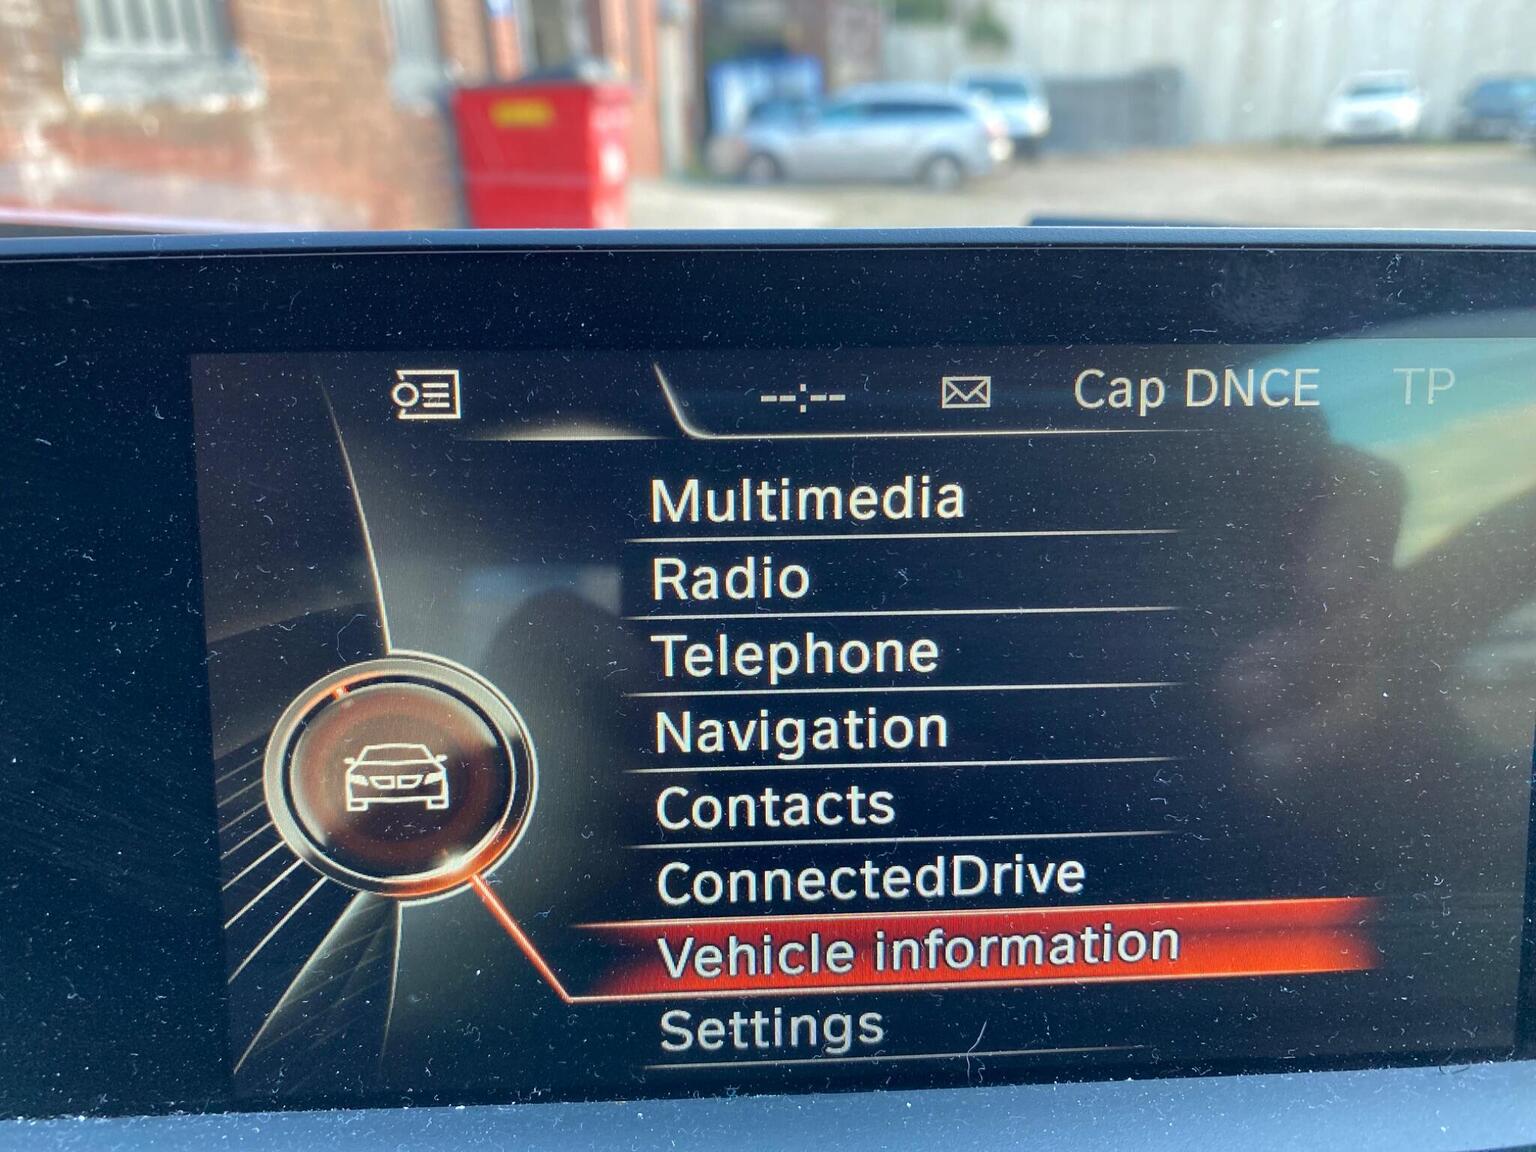 --:-- Cap DNCE TP
Multimedia
Radio
Telephone
Navigation
Contacts
ConnectedDrive
Vehicle information
Settings